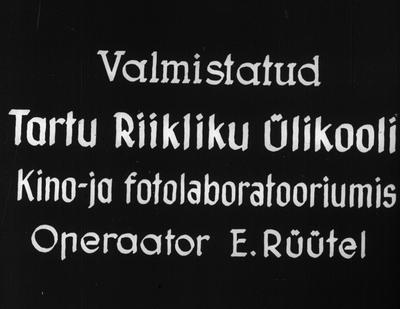 Valmistatud
Tartu Riikliku Ülikooli
Kino-ja fotolaboratooriumis
Operaator E. Rüütel